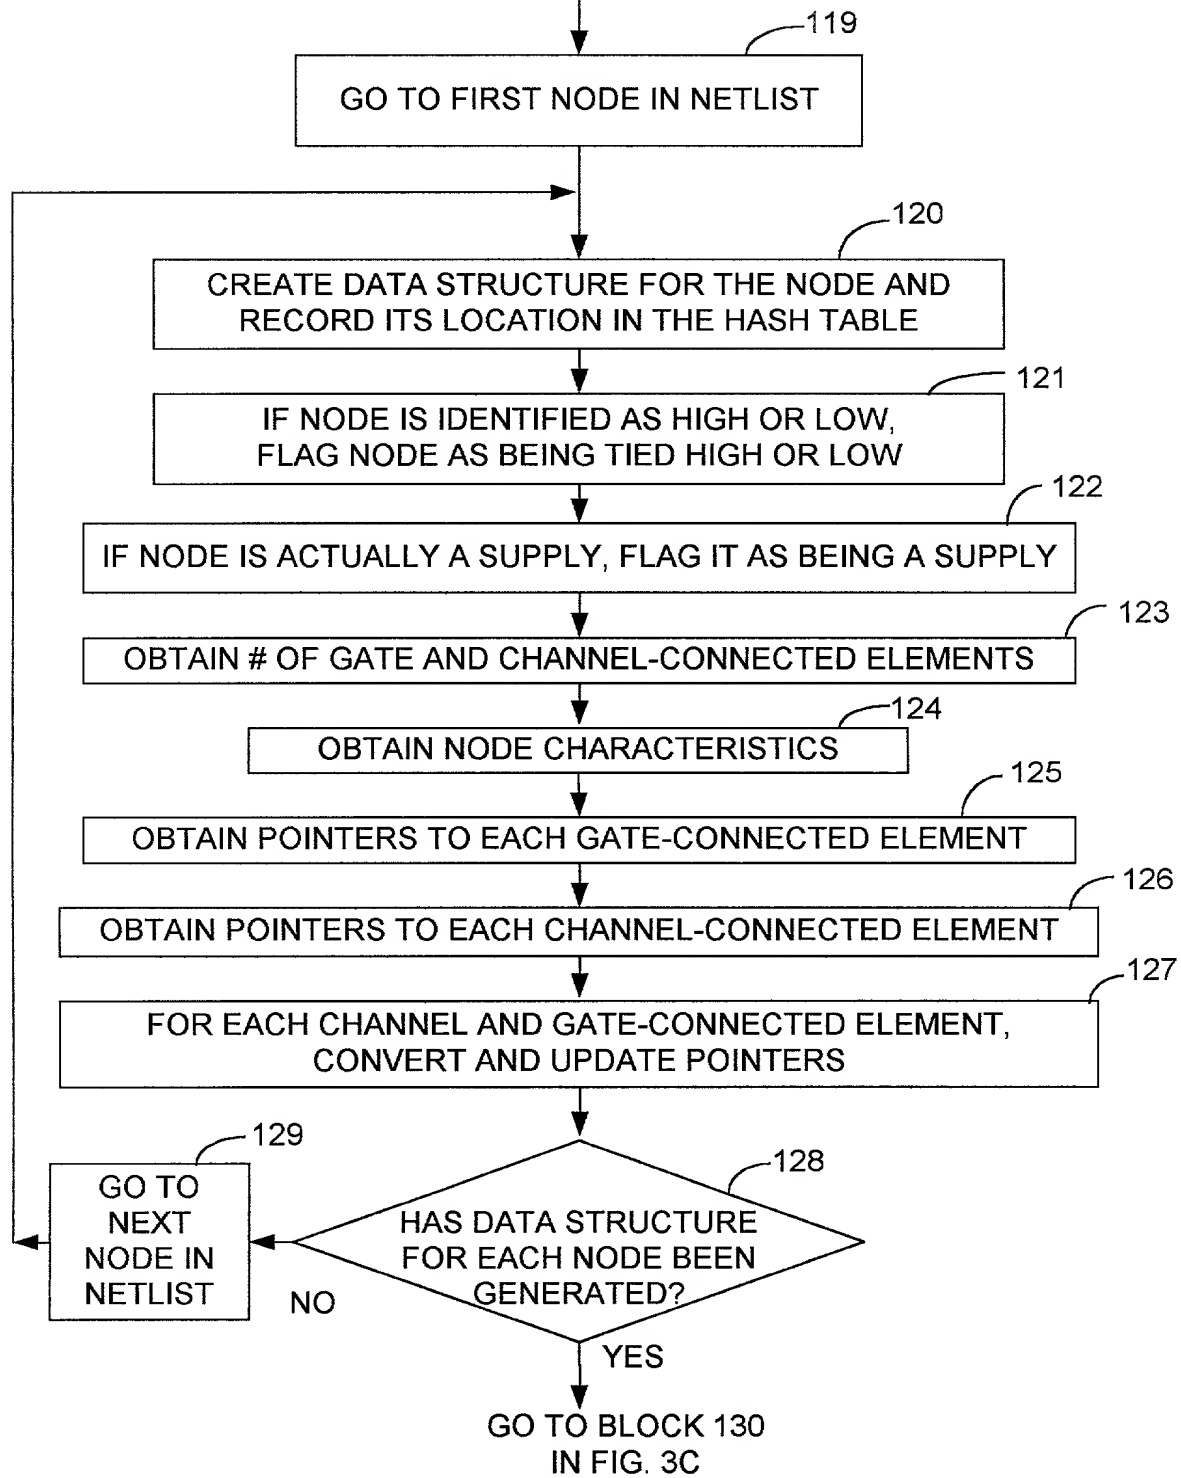 119
GO TO FIRST NODE IN NETLIST
120
CREATE DATA STRUCTURE FOR THE NODE AND
RECORD ITS LOCATION IN THE HASH TABLE
121
IF NODE IS IDENTIFIED AS HIGH OR LOW,
FLAG NODE AS BEING TIED HIGH OR LOW
122
IF NODE IS ACTUALLY A SUPPLY, FLAG IT AS BEING A SUPPLY
123
OBTAIN # OF GATE AND CHANNEL-CONNECTED ELEMENTS
124
OBTAIN NODE CHARACTERISTICS
125
OBTAIN POINTERS TO EACH GATE-CONNECTED ELEMENT
126
OBTAIN POINTERS TO EACH CHANNEL-CONNECTED ELEMENT
127
FOR EACH CHANNEL AND GATE-CONNECTED ELEMENT,
CONVERT AND UPDATE POINTERS
128
HAS DATA STRUCTURE
FOR EACH NODE BEEN
GENERATED?
129
GO TO
NEXT
NODE IN
NETLIST
NO
YES
GO TO BLOCK 130
IN FIG. 3C